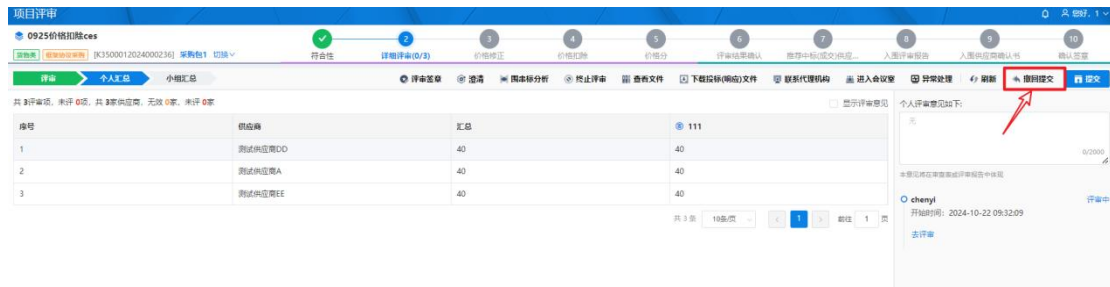 项目评审
您好，1
0925价格扣除ces
货物类 框架协议采购 [K3500012024000236] 采购包1 切换
符合性
2 详细评审(0/3)
3 价格修正
4 价格扣除
5 价格分
6 评审结果确认
7 推荐中标(成交)供应...
8 入围评审报告
9 入围供应商确认书
10 确认签章
评审 个人汇总 小组汇总
评审签章 澄清 围串标分析 终止评审 查看文件 下载投标(响应)文件 联系代理机构 进入会议室 异常处理 刷新 撤回提交 提交
共 3评审项，未评 0项，共 3家供应商，无效 0家，未评 0家
显示评审意见
序号 供应商 汇总 111
1 测试供应商DD 40 40
2 测试供应商A 40 40
3 测试供应商EE 40 40
共 3 条 10条/页 1 前往 1 页
个人评审意见如下:
无
0/2000
chenyi 评审中
开始时间：2024-10-22 09:32:09
去评审